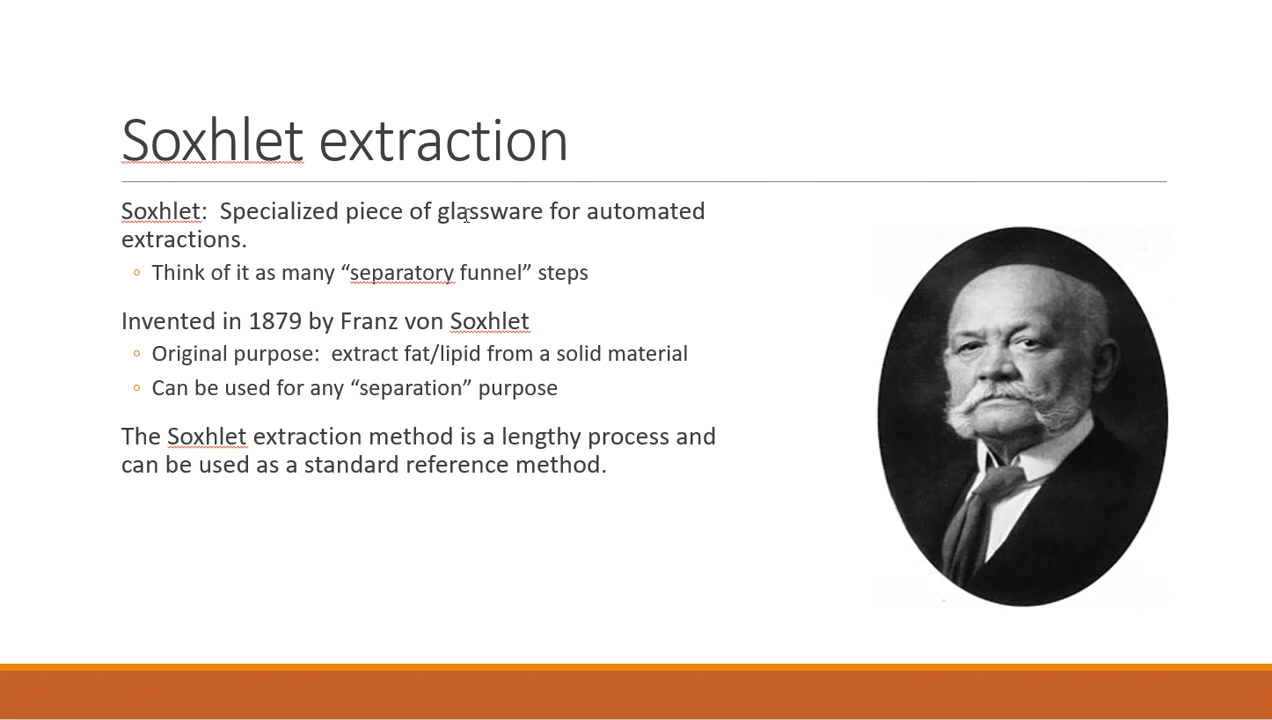 Soxhlet extraction
Soxhlet:  Specialized piece of glassware for automated
extractions.
◦ Think of it as many “separatory funnel” steps
Invented in 1879 by Franz von Soxhlet
◦ Original purpose:  extract fat/lipid from a solid material
◦ Can be used for any “separation” purpose
The Soxhlet extraction method is a lengthy process and
can be used as a standard reference method.